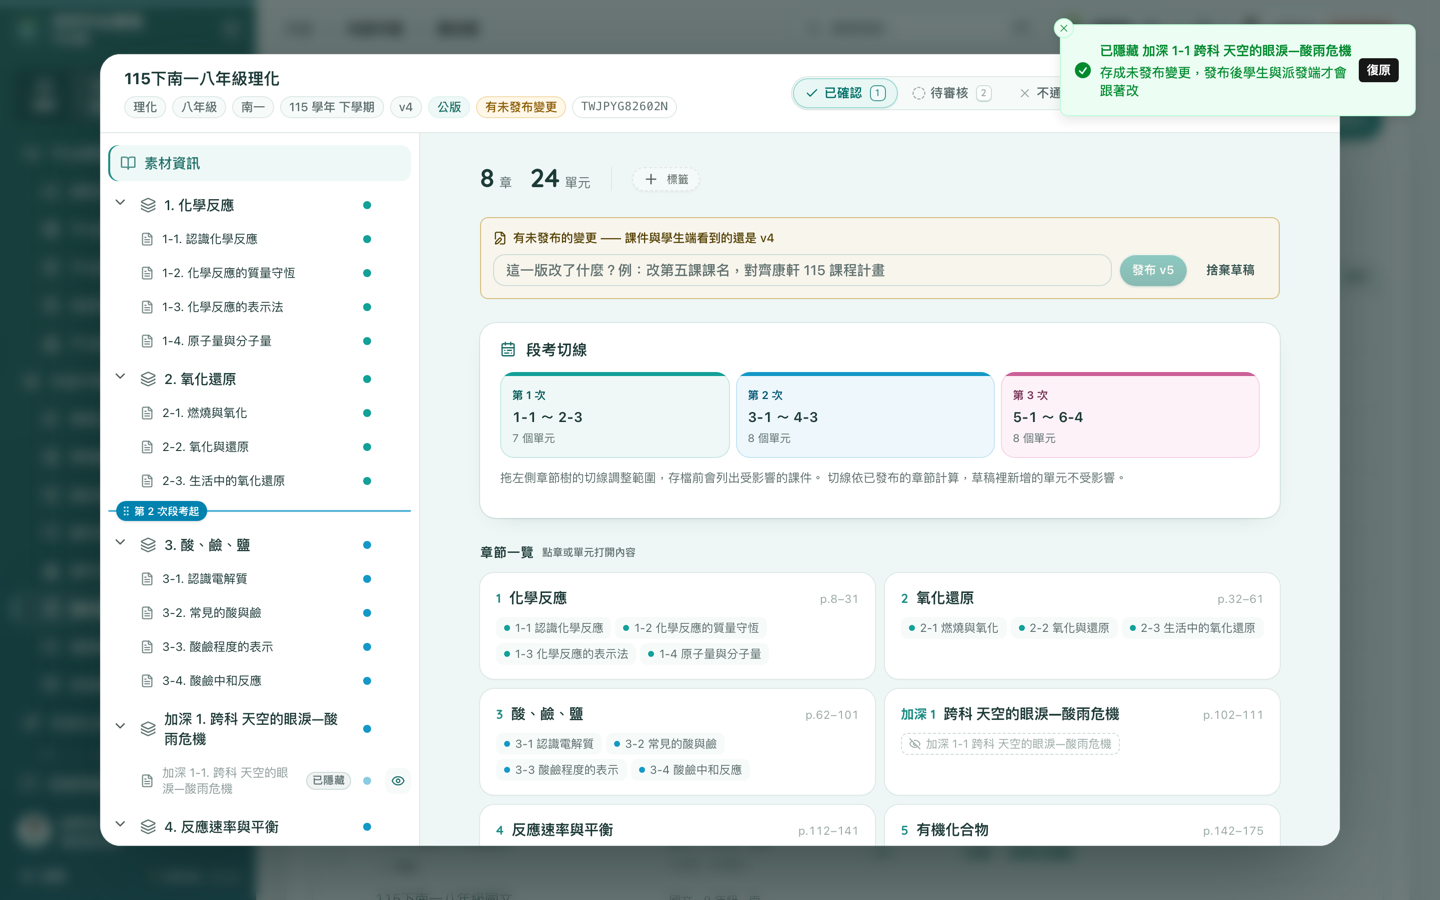 115下南一八年級理化
理化 八年級 南一 115 學年 下學期 v4 公版 有未發布變更 TWJPYG82602N
已確認 1 待審核 2 不通
已隱藏 加深 1-1 跨科 天空的眼淚—酸雨危機
存成未發布變更，發布後學生與派發端才會
跟著改
復原
素材資訊
1. 化學反應
1-1. 認識化學反應
1-2. 化學反應的質量守恆
1-3. 化學反應的表示法
1-4. 原子量與分子量
2. 氧化還原
2-1. 燃燒與氧化
2-2. 氧化與還原
2-3. 生活中的氧化還原
第 2 次段考起
3. 酸、鹼、鹽
3-1. 認識電解質
3-2. 常見的酸與鹼
3-3. 酸鹼程度的表示
3-4. 酸鹼中和反應
加深 1. 跨科 天空的眼淚—酸
雨危機
加深 1-1. 跨科 天空的眼
淚—酸雨危機
已隱藏
4. 反應速率與平衡
8 章 24 單元 標籤
有未發布的變更 —— 課件與學生端看到的還是 v4
這一版改了什麼？例：改第五課課名，對齊康軒 115 課程計畫
發布 v5 捨棄草稿
段考切線
第 1 次
1-1 ～ 2-3
7 個單元
第 2 次
3-1 ～ 4-3
8 個單元
第 3 次
5-1 ～ 6-4
8 個單元
拖左側章節樹的切線調整範圍，存檔前會列出受影響的課件。 切線依已發布的章節計算，草稿裡新增的單元不受影響。
章節一覽 點章或單元打開內容
1 化學反應 p.8–31
1-1 認識化學反應 1-2 化學反應的質量守恆
1-3 化學反應的表示法 1-4 原子量與分子量
2 氧化還原 p.32–61
2-1 燃燒與氧化 2-2 氧化與還原 2-3 生活中的氧化還原
3 酸、鹼、鹽 p.62–101
3-1 認識電解質 3-2 常見的酸與鹼
3-3 酸鹼程度的表示 3-4 酸鹼中和反應
加深 1 跨科 天空的眼淚—酸雨危機 p.102–111
加深 1-1 跨科 天空的眼淚—酸雨危機
4 反應速率與平衡 p.112–141
5 有機化合物 p.142–175